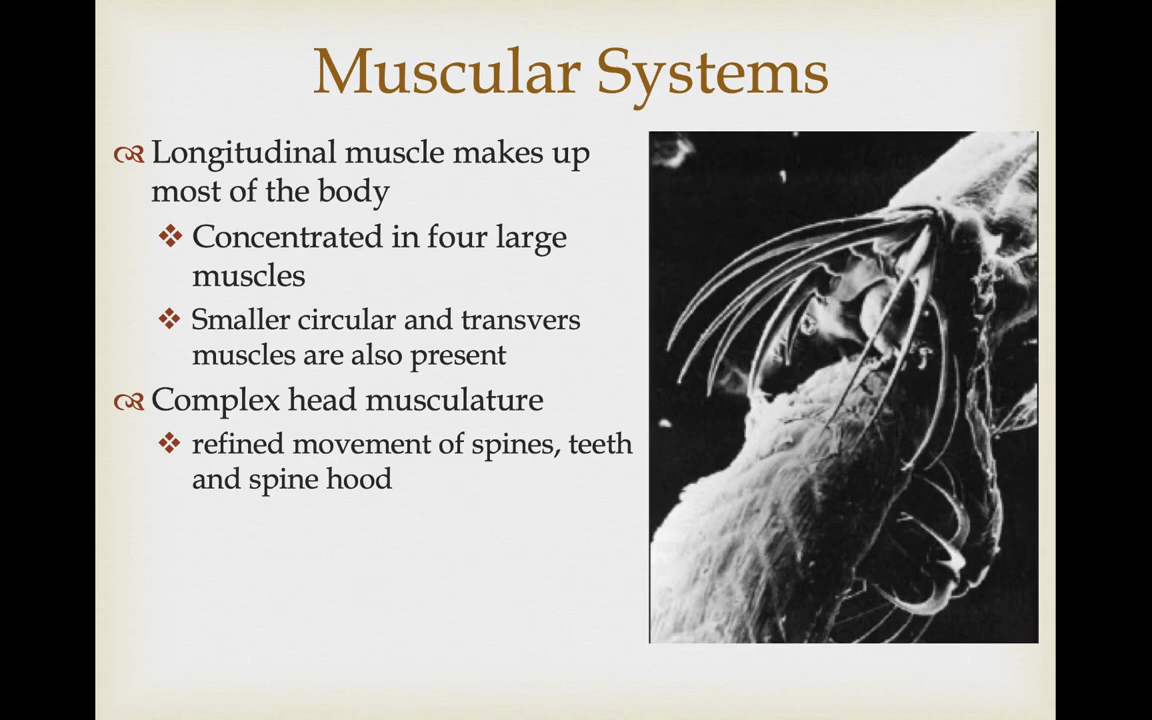 Muscular Systems
Longitudinal muscle makes up
most of the body
Concentrated in four large
muscles
Smaller circular and transvers
muscles are also present
Complex head musculature
refined movement of spines, teeth
and spine hood